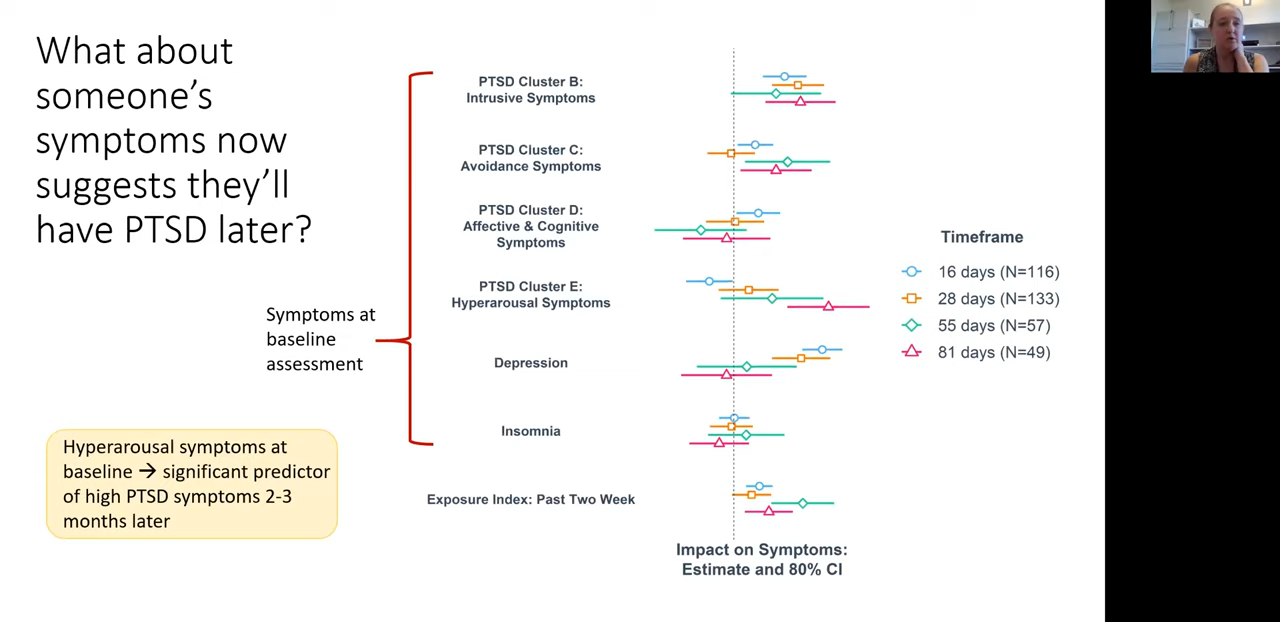 What about
someone’s
symptoms now
suggests they’ll
have PTSD later?
Symptoms at
baseline
assessment
Hyperarousal symptoms at
baseline → significant predictor
of high PTSD symptoms 2-3
months later
PTSD Cluster B:
Intrusive Symptoms
PTSD Cluster C:
Avoidance Symptoms
PTSD Cluster D:
Affective & Cognitive
Symptoms
PTSD Cluster E:
Hyperarousal Symptoms
Depression
Insomnia
Exposure Index: Past Two Week
Impact on Symptoms:
Estimate and 80% CI
Timeframe
16 days (N=116)
28 days (N=133)
55 days (N=57)
81 days (N=49)